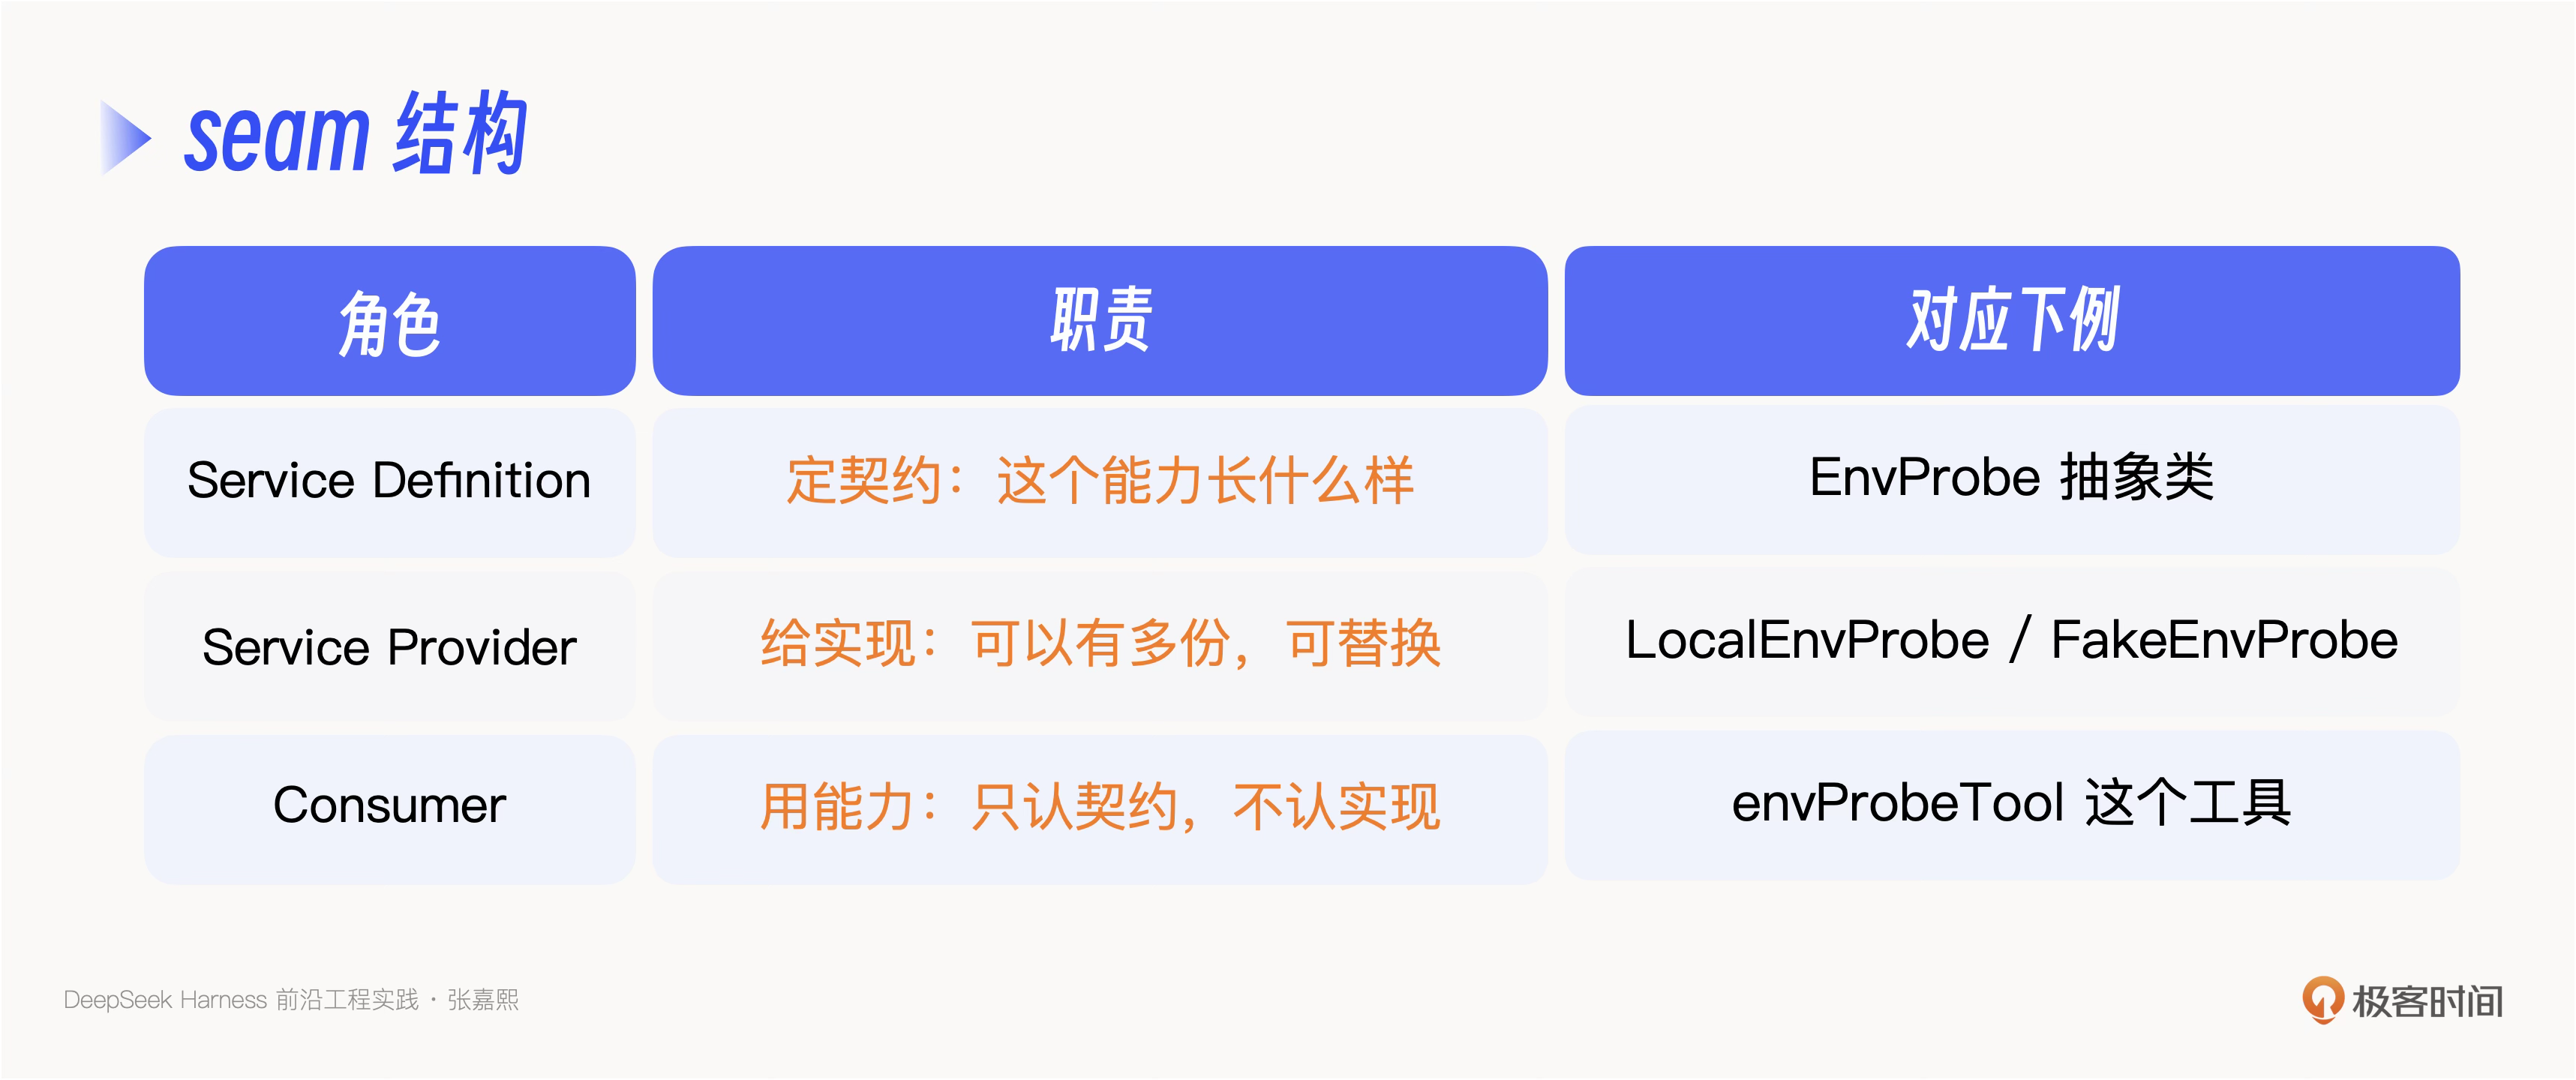 seam 结构
角色 职责 对应下例
Service Definition 定契约：这个能力长什么样 EnvProbe 抽象类
Service Provider 给实现：可以有多份，可替换 LocalEnvProbe / FakeEnvProbe
Consumer 用能力：只认契约，不认实现 envProbeTool 这个工具
DeepSeek Harness 前沿工程实践 · 张嘉熙
极客时间